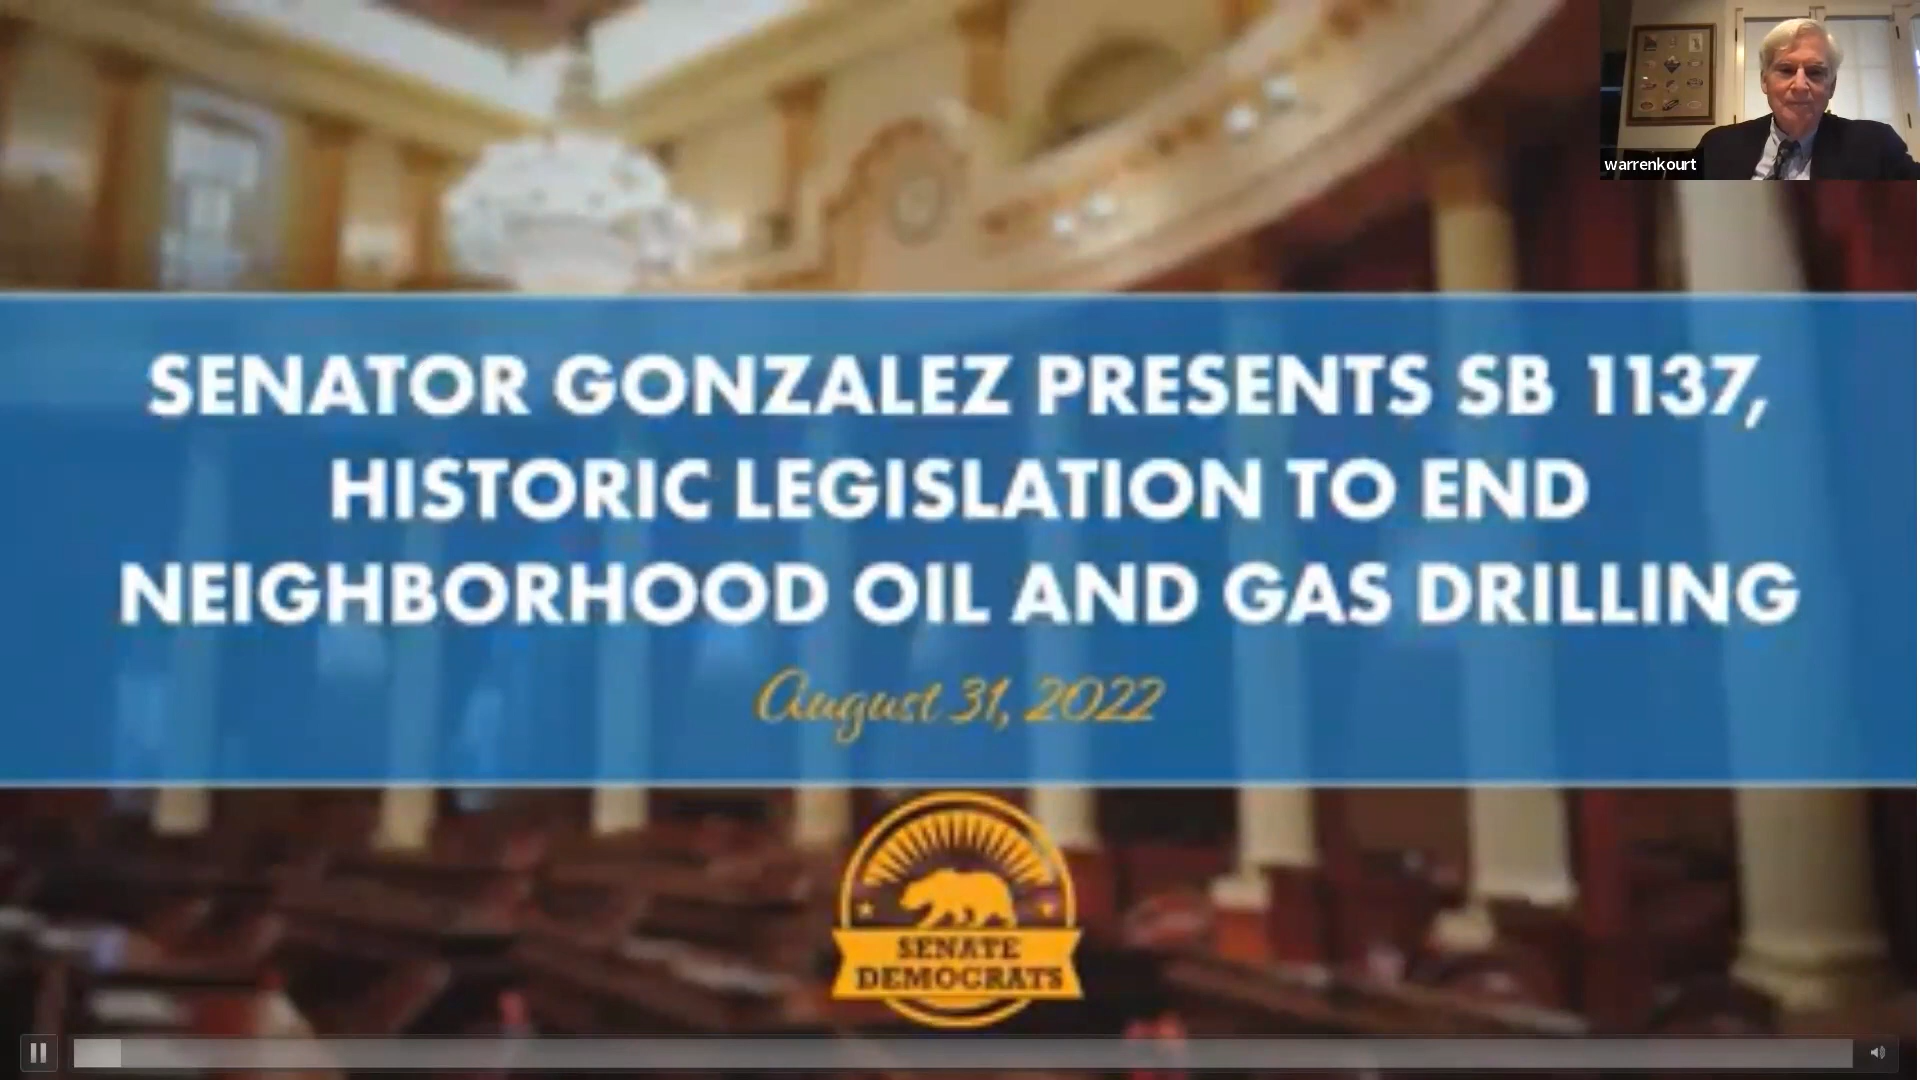 warrenkourt
SENATOR GONZALEZ PRESENTS SB 1137,
HISTORIC LEGISLATION TO END
NEIGHBORHOOD OIL AND GAS DRILLING
August 31, 2022
SENATE
DEMOCRATS